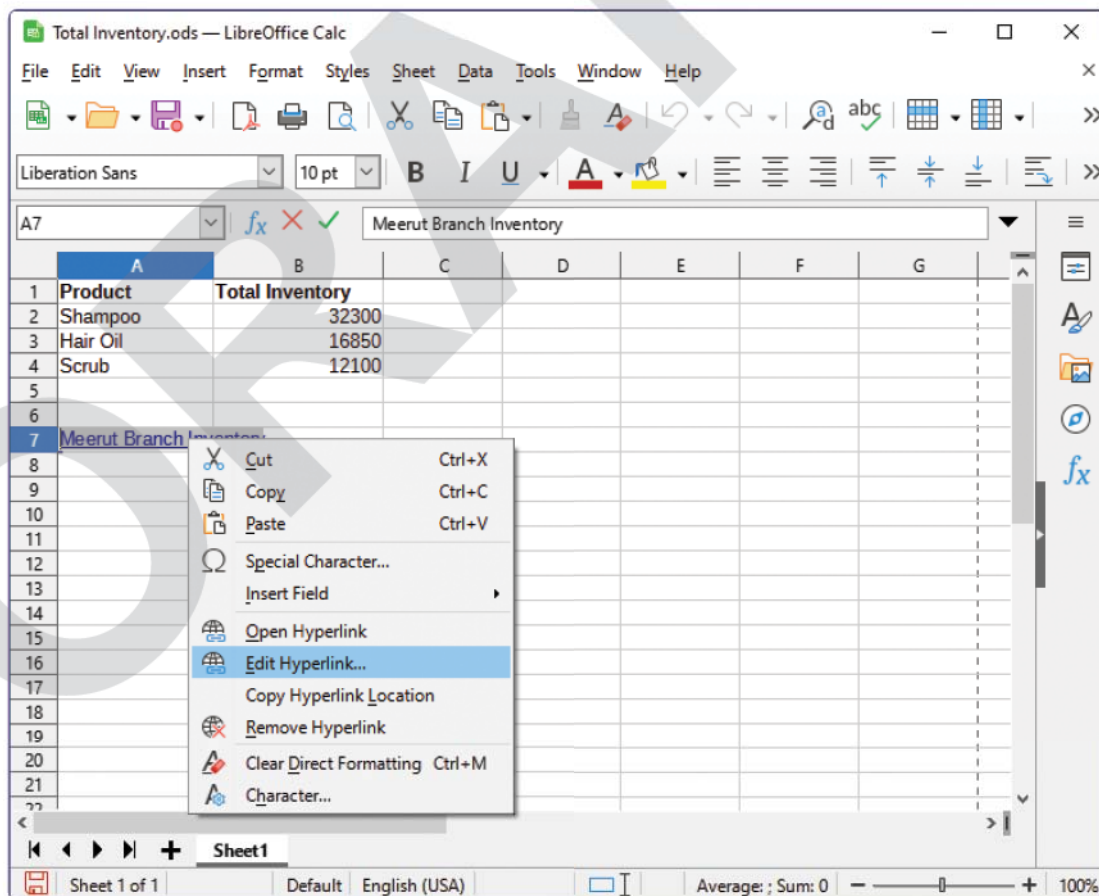 Total Inventory.ods — LibreOffice Calc
File Edit View Insert Format Styles Sheet Data Tools Window Help
abc
Liberation Sans 10 pt B I U A
A7 fx Meerut Branch Inventory
A B C D E F G
1 Product Total Inventory
2 Shampoo 32300
3 Hair Oil 16850
4 Scrub 12100
5
6
7 Meerut Branch Inventory
8
9
10
11
12
13
14
15
16
17
18
19
20
21
22
Cut Ctrl+X
Copy Ctrl+C
Paste Ctrl+V
Special Character...
Insert Field
Open Hyperlink
Edit Hyperlink...
Copy Hyperlink Location
Remove Hyperlink
Clear Direct Formatting Ctrl+M
Character...
Sheet1
Sheet 1 of 1 Default English (USA) Average: ; Sum: 0 100%